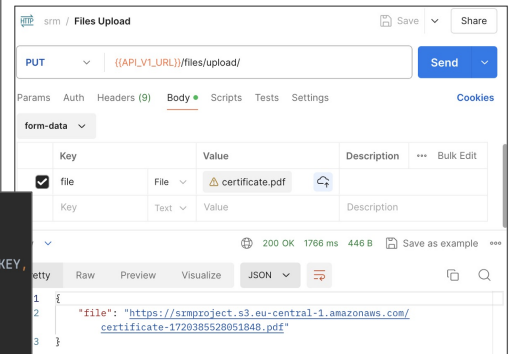 HTTP srm / Files Upload
Save
Share
PUT
{{API_V1_URL}}/files/upload/
Send
Params Auth Headers (9) Body Scripts Tests Settings
Cookies
form-data
Key Value Description ••• Bulk Edit
file File certificate.pdf
Key Text Value Description
200 OK 1766 ms 446 B Save as example
KEY,
etty Raw Preview Visualize JSON
1 {
2 "file": "https://srmproject.s3.eu-central-1.amazonaws.com/
certificate-1720385528051848.pdf"
3 }